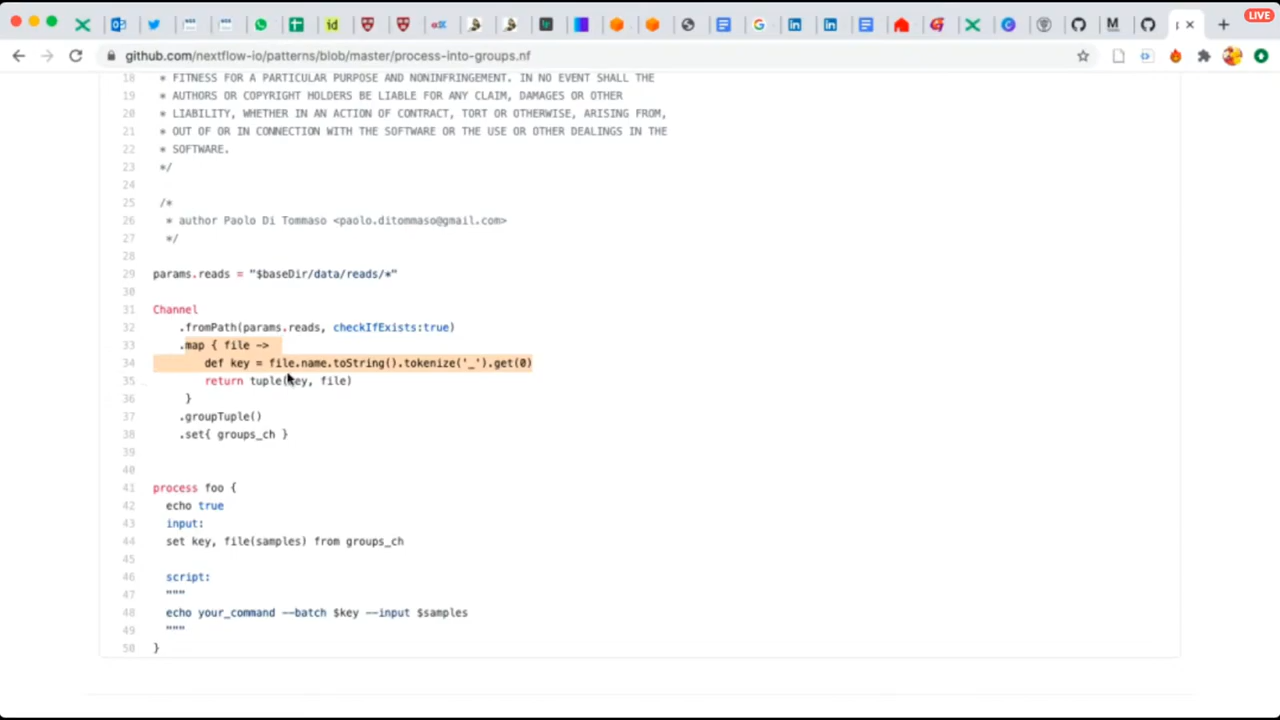 LIVE
github.com/nextflow-io/patterns/blob/master/process-into-groups.nf
18 * FITNESS FOR A PARTICULAR PURPOSE AND NONINFRINGEMENT. IN NO EVENT SHALL THE
19 * AUTHORS OR COPYRIGHT HOLDERS BE LIABLE FOR ANY CLAIM, DAMAGES OR OTHER
20 * LIABILITY, WHETHER IN AN ACTION OF CONTRACT, TORT OR OTHERWISE, ARISING FROM,
21 * OUT OF OR IN CONNECTION WITH THE SOFTWARE OR THE USE OR OTHER DEALINGS IN THE
22 * SOFTWARE.
23 */
24
25 /*
26 * author Paolo Di Tommaso <paolo.ditommaso@gmail.com>
27 */
28
29 params.reads = "$baseDir/data/reads/*"
30
31 Channel
32 .fromPath(params.reads, checkIfExists:true)
33 .map { file ->
34 def key = file.name.toString().tokenize('_').get(0)
35 return tuple(key, file)
36 }
37 .groupTuple()
38 .set{ groups_ch }
39
40
41 process foo {
42 echo true
43 input:
44 set key, file(samples) from groups_ch
45
46 script:
47 """
48 echo your_command --batch $key --input $samples
49 """
50 }